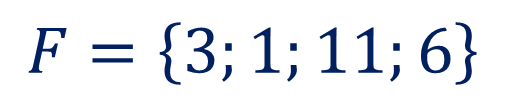 F = {3; 1; 11; 6}